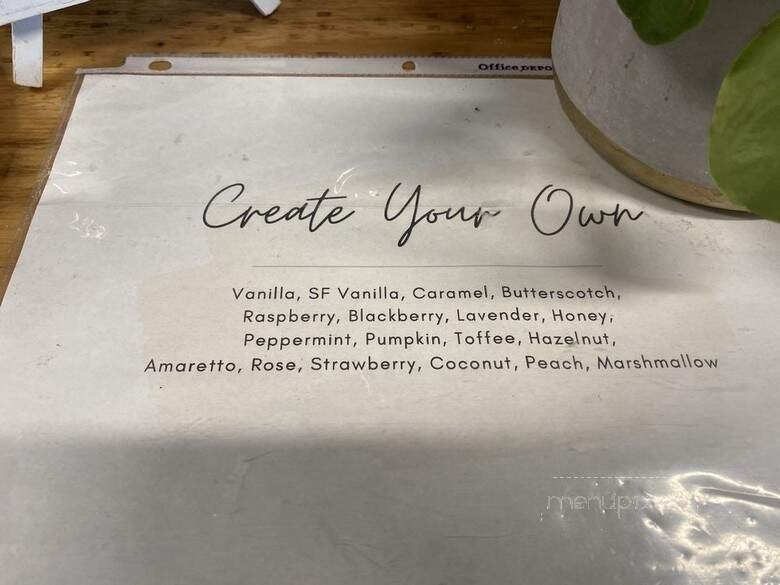 Office DEPO
Create Your Own
Vanilla, SF Vanilla, Caramel, Butterscotch,
Raspberry, Blackberry, Lavender, Honey,
Peppermint, Pumpkin, Toffee, Hazelnut,
Amaretto, Rose, Strawberry, Coconut, Peach, Marshmallow